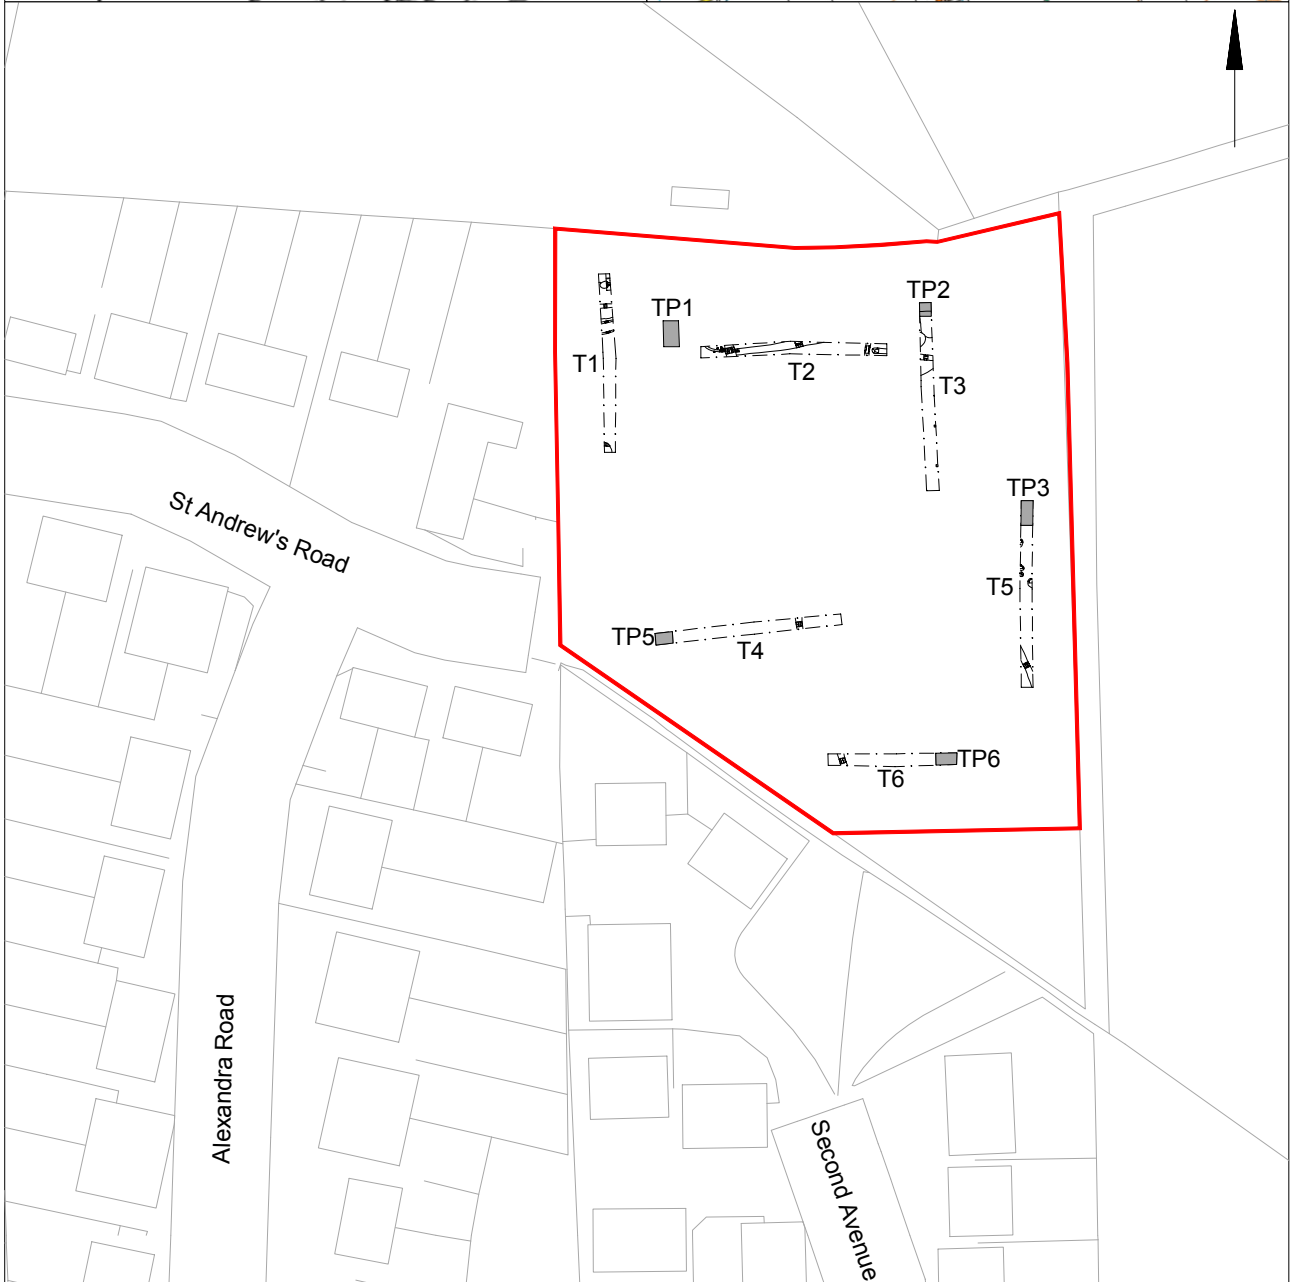 TP2
TP1
T1
T2
T3
TP3
St Andrew's Road
T5
TP5
T4
TP6
T6
Alexandra Road
Second Avenue